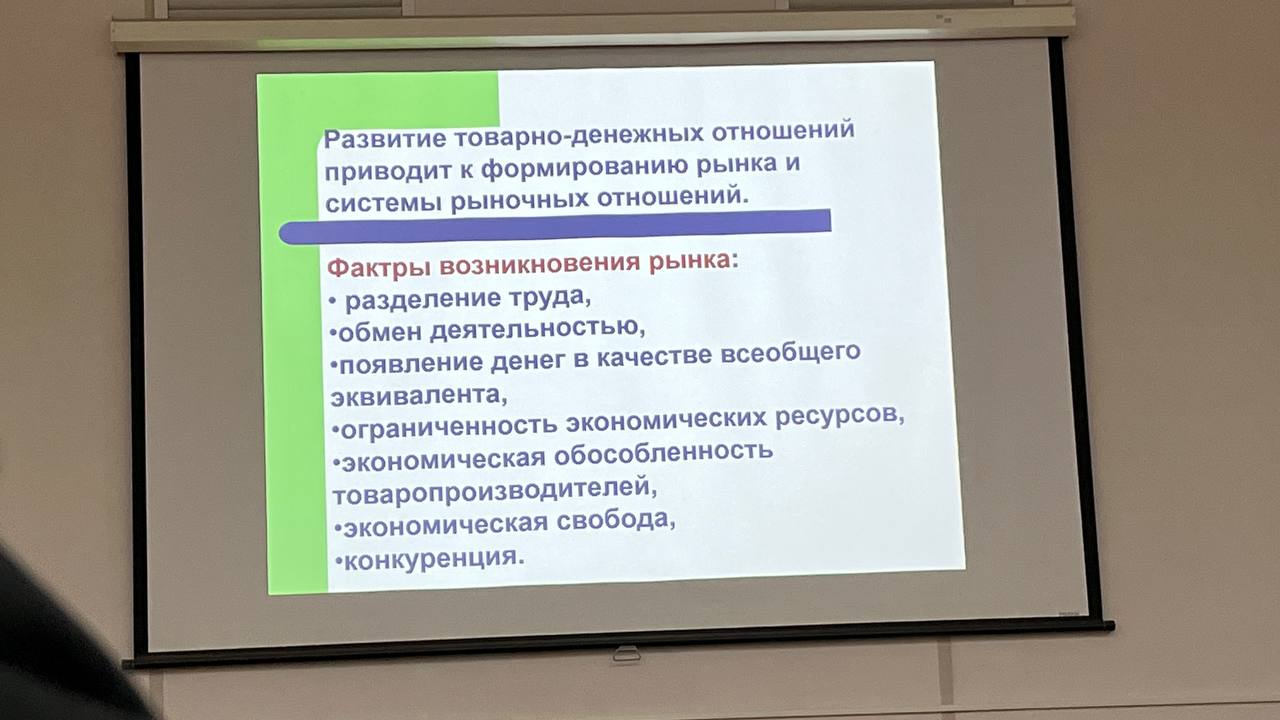 Развитие товарно-денежных отношений
приводит к формированию рынка и
системы рыночных отношений.
Фактры возникновения рынка:
• разделение труда,
•обмен деятельностью,
•появление денег в качестве всеобщего
эквивалента,
•ограниченность экономических ресурсов,
•экономическая обособленность
товаропроизводителей,
•экономическая свобода,
•конкуренция.